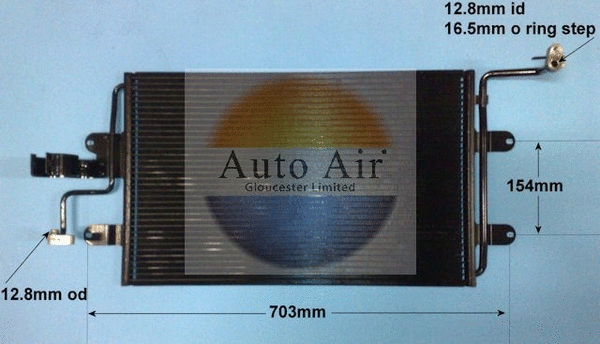 12.8mm id
16.5mm o ring step
Auto Air
Gloucester Limited
154mm
12.8mm od
703mm